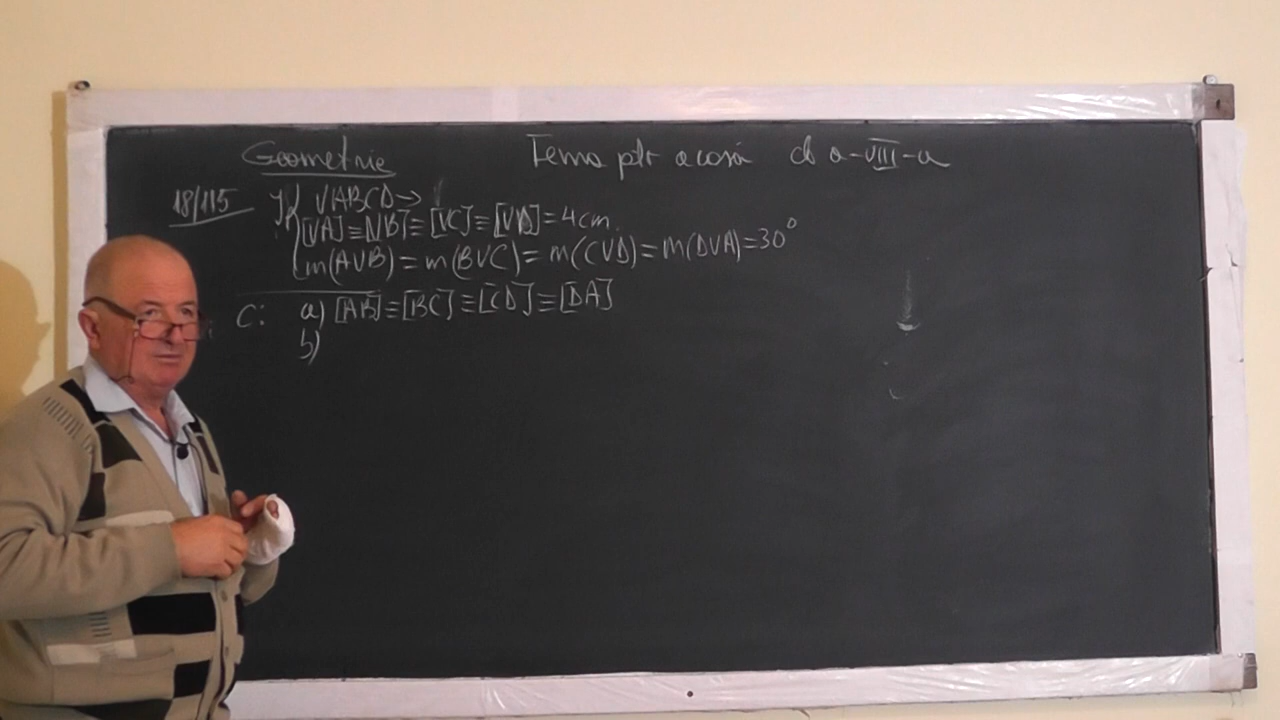 Geometrie
Tema ptr acasă cls a-VIII-a
18/115
VABCD →
[VA]≡[VB]≡[VC]≡[VD]=4cm.
m(AVB)=m(BVC)=m(CVD)=m(DVA)=30°
C: a) [AB]≡[BC]≡[CD]≡[DA]
b)